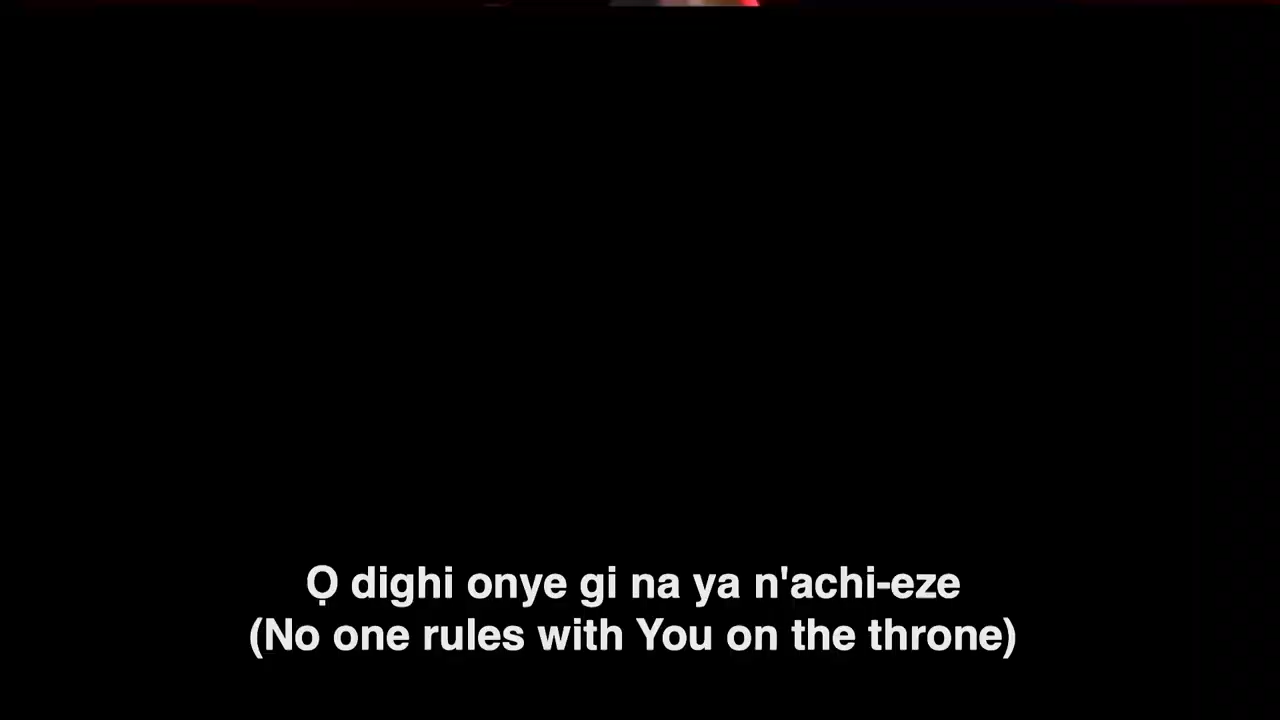 Ọ dighi onye gi na ya n'achi-eze
(No one rules with You on the throne)